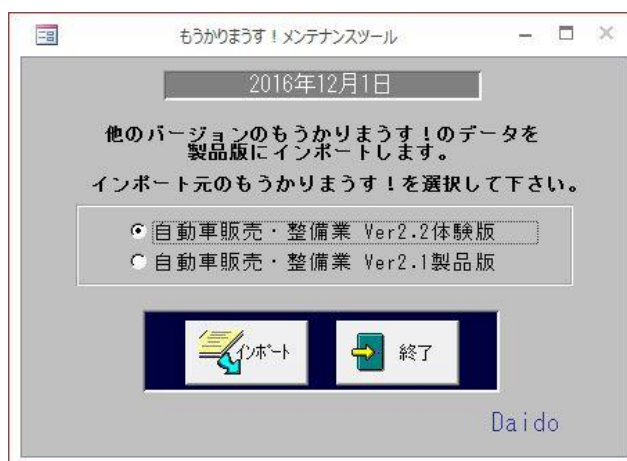 もうかりまうす！メンテナンスツール
2016年12月1日
他のバージョンのもうかりまうす！のデータを
製品版にインポートします。
インポート元のもうかりまうす！を選択して下さい。
自動車販売・整備業 Ver2.2体験版
自動車販売・整備業 Ver2.1製品版
インポート
終了
Daido